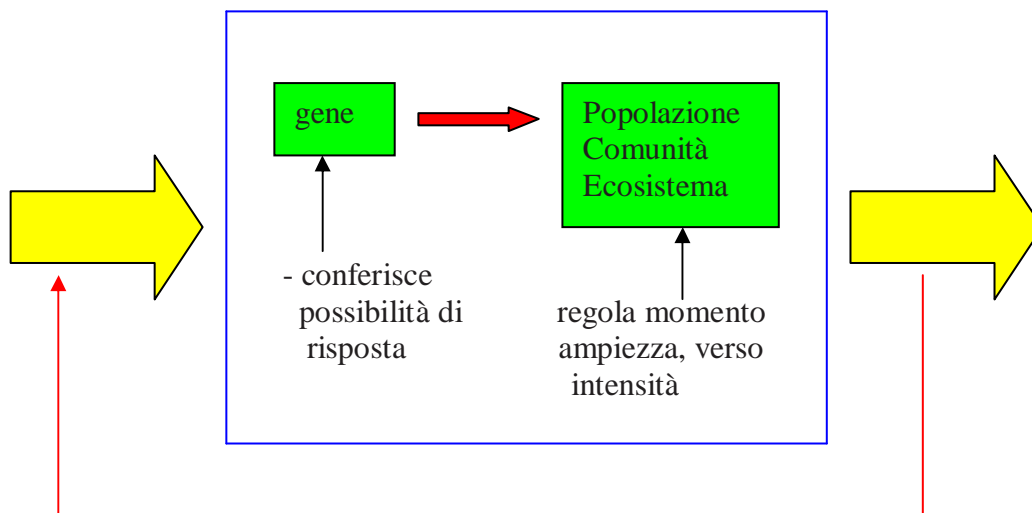 gene
Popolazione
Comunità
Ecosistema
- conferisce
possibilità di
risposta
regola momento
ampiezza, verso
intensità